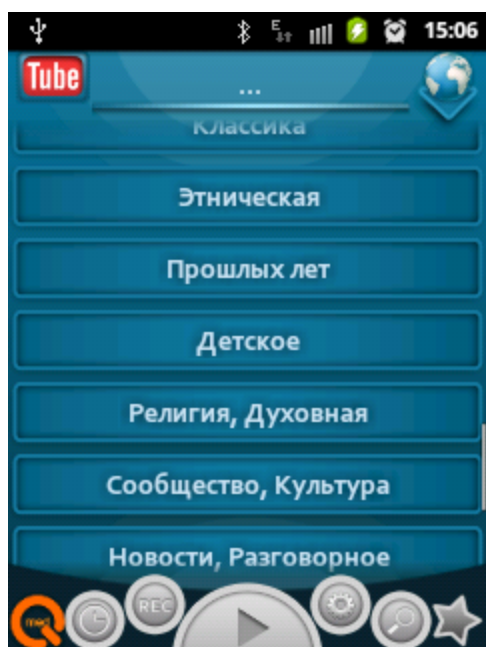 E 15:06
Tube
...
Классика
Этническая
Прошлых лет
Детское
Религия, Духовная
Сообщество, Культура
Новости, Разговорное
REC